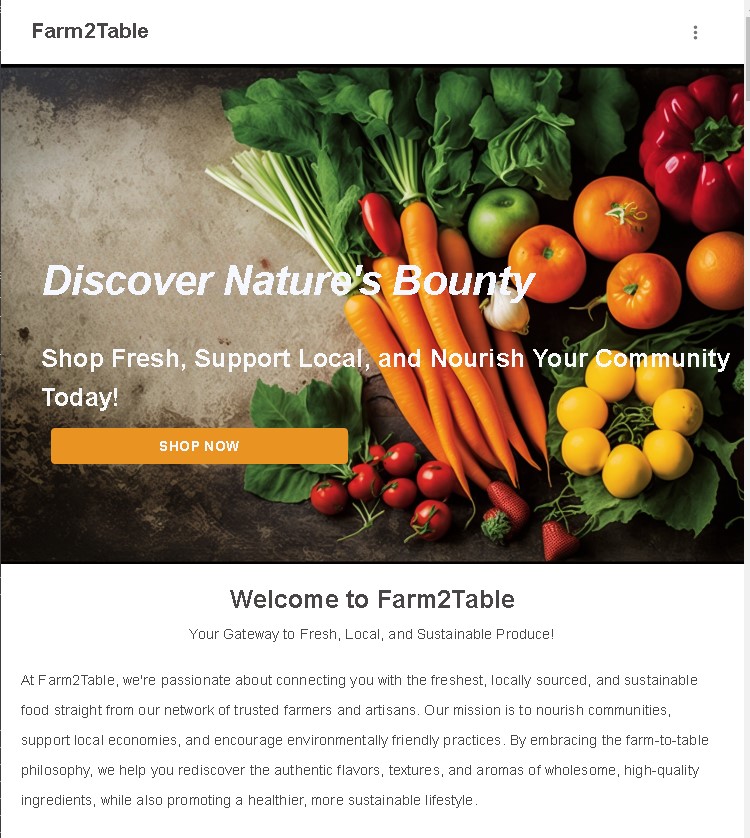 Farm2Table
Discover Nature's Bounty
Shop Fresh, Support Local, and Nourish Your Community
Today!
SHOP NOW
Welcome to Farm2Table
Your Gateway to Fresh, Local, and Sustainable Produce!
At Farm2Table, we're passionate about connecting you with the freshest, locally sourced, and sustainable
food straight from our network of trusted farmers and artisans. Our mission is to nourish communities,
support local economies, and encourage environmentally friendly practices. By embracing the farm-to-table
philosophy, we help you rediscover the authentic flavors, textures, and aromas of wholesome, high-quality
ingredients, while also promoting a healthier, more sustainable lifestyle.